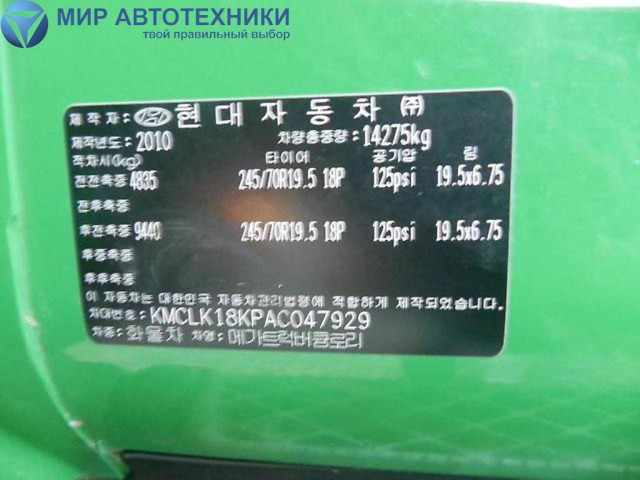 МИР АВТОТЕХНИКИ
твой правильный выбор
제작자: 현대자동차 ㈜
제작년도: 2010 차량총중량: 14275kg
적차시(kg) 타이어 공기압 림
전전축중 4835 245/70R19.5 18P 125psi 19.5x6.75
전후축중
후전축중 9440 245/70R19.5 18P 125psi 19.5x6.75
후중축중
후후축중
이 자동차는 대한민국 자동차관리법령에 적합하게 제작되었습니다
차대번호: KMCLK18KPAC047929
차종: 화물차 차명: 메가트럭버큠로리